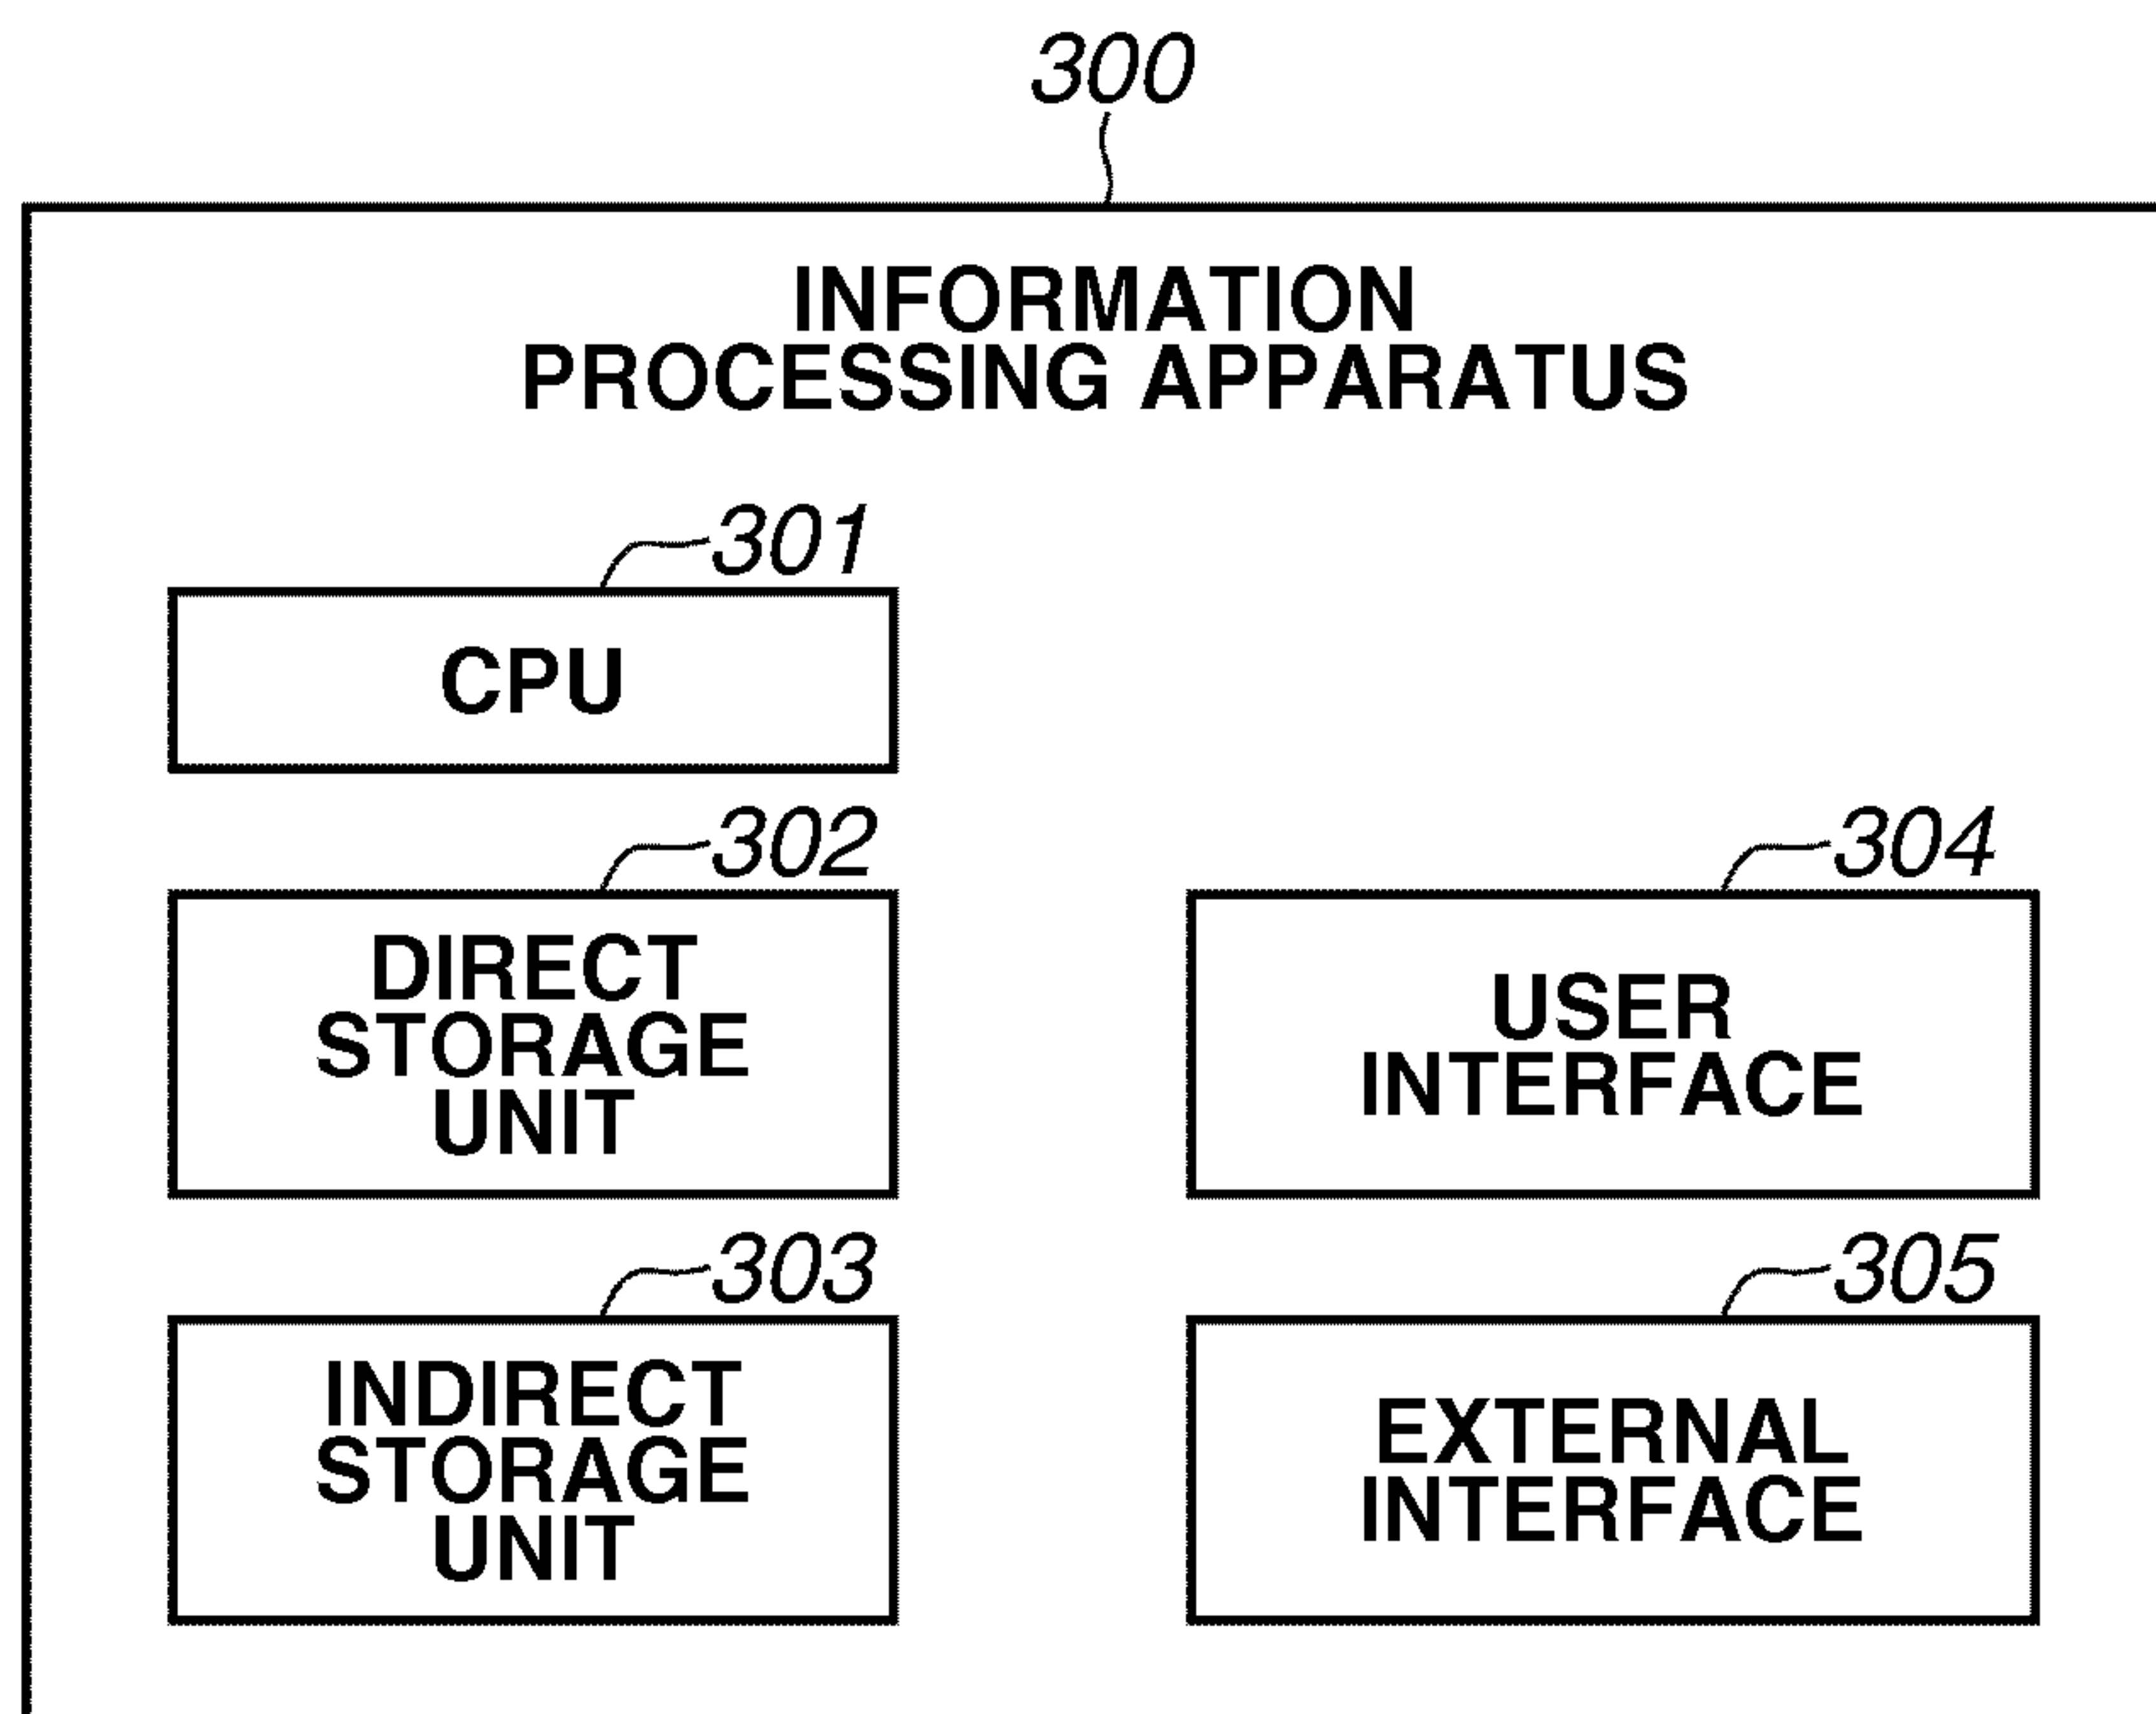 300
INFORMATION
PROCESSING APPARATUS
301
CPU
302
DIRECT
STORAGE
UNIT
303
INDIRECT
STORAGE
UNIT
304
USER
INTERFACE
305
EXTERNAL
INTERFACE